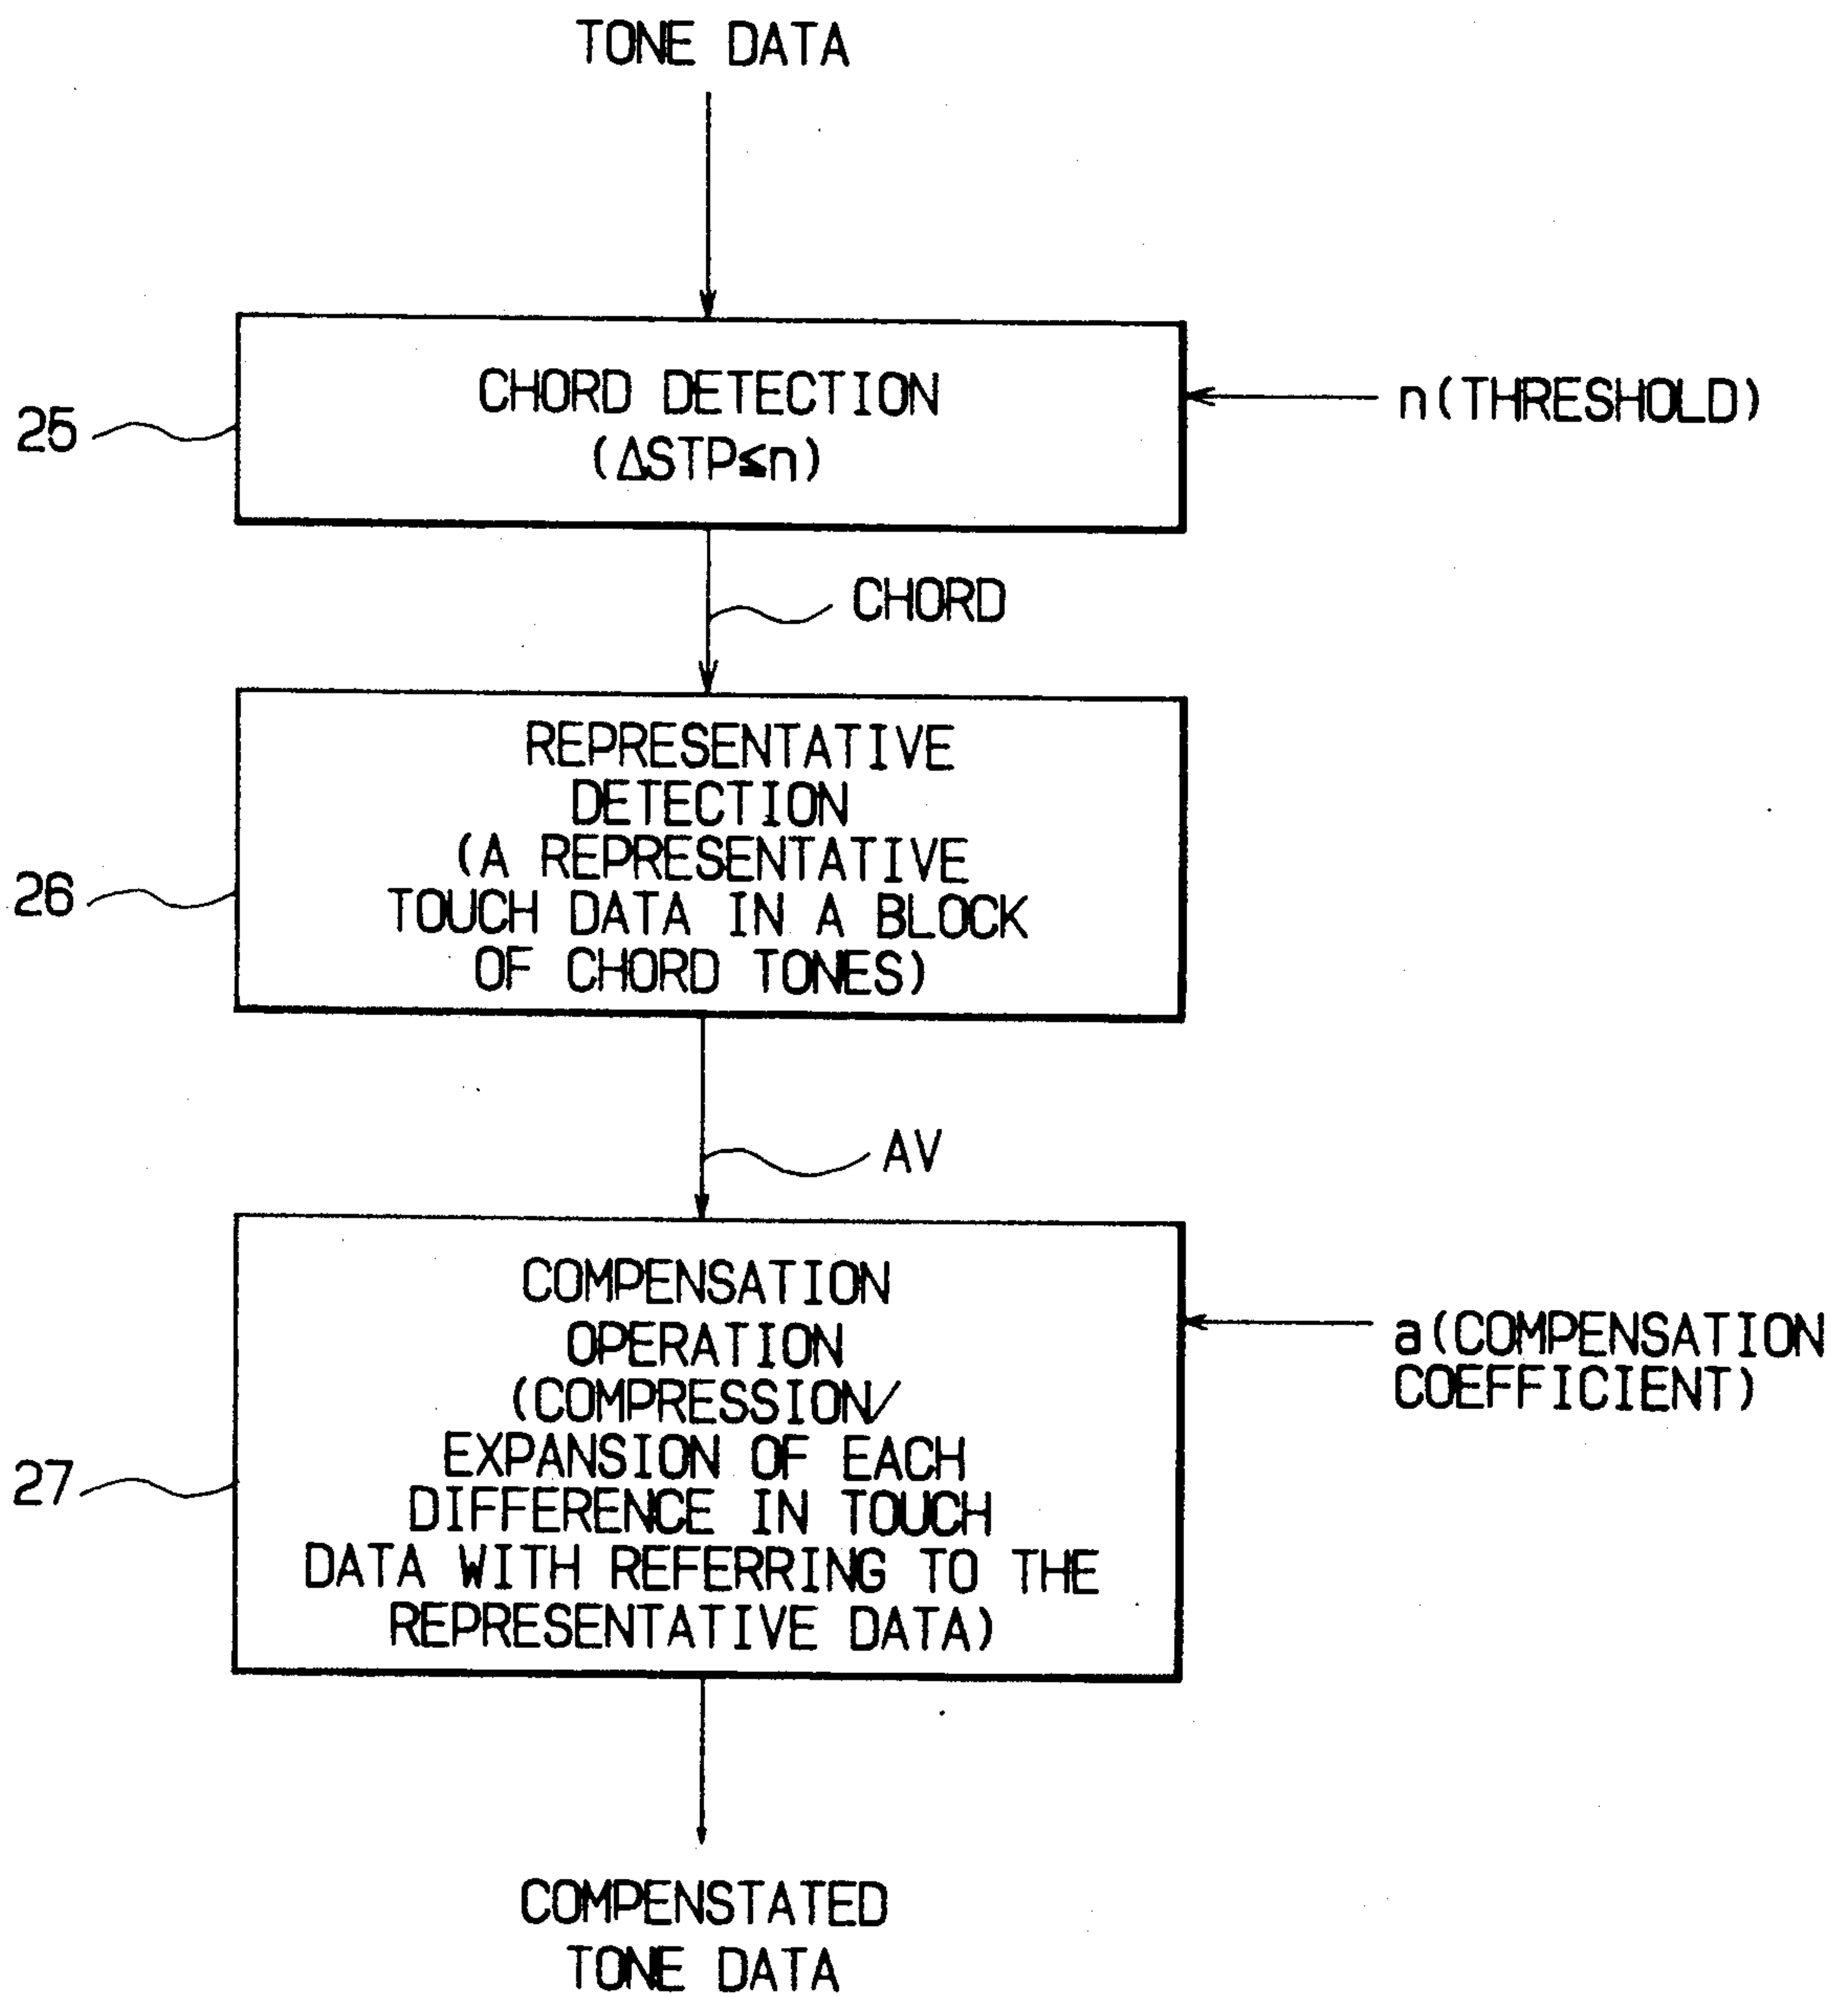 TONE DATA
CHORD DETECTION
(ΔSTP≦n)
n(THRESHOLD)
25
CHORD
REPRESENTATIVE
DETECTION
(A REPRESENTATIVE
TOUCH DATA IN A BLOCK
OF CHORD TONES)
26
AV
COMPENSATION
OPERATION
(COMPRESSION/
EXPANSION OF EACH
DIFFERENCE IN TOUCH
DATA WITH REFERRING TO THE
REPRESENTATIVE DATA)
a(COMPENSATION
COEFFICIENT)
27
COMPENSTATED
TONE DATA